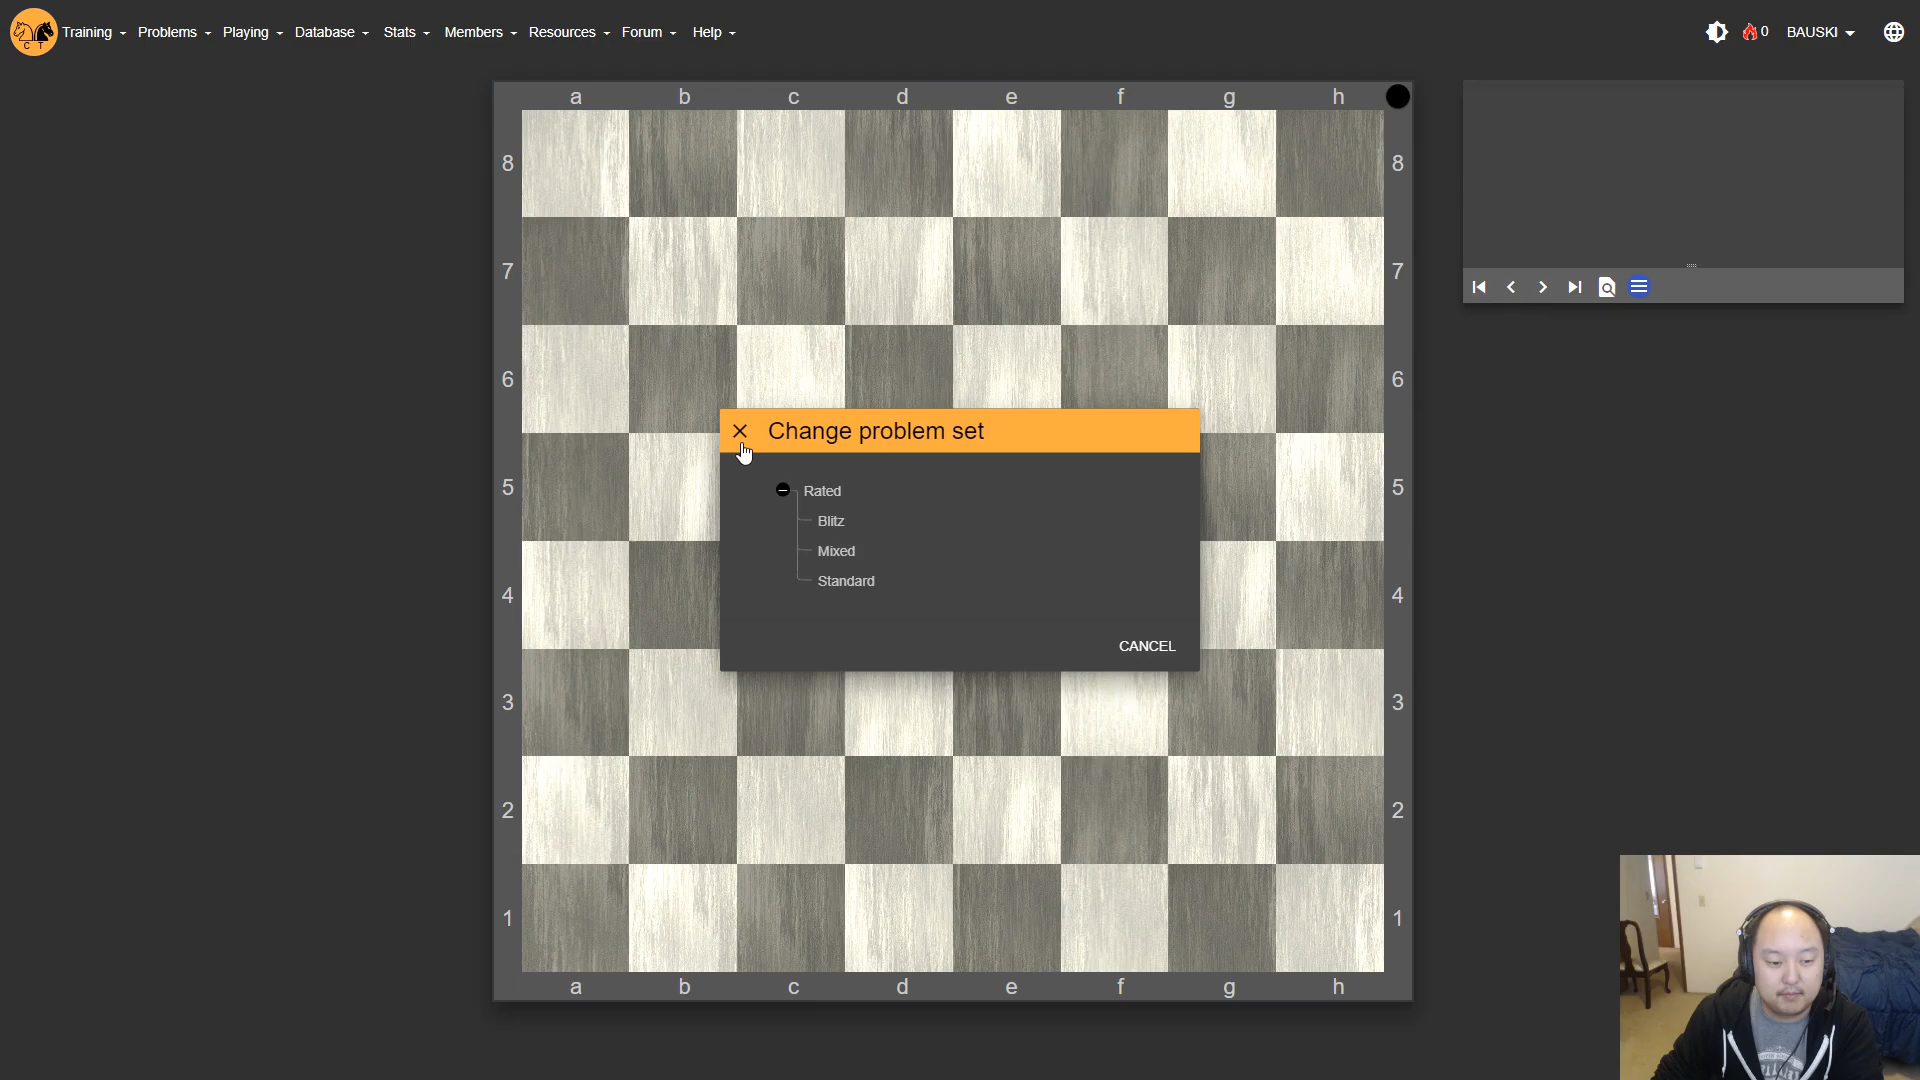 Training Problems Playing Database Stats Members Resources Forum Help 0 BAUSKI
C T
a b c d e f g h
8 8
7 7
6 6
Change problem set
Rated
5 5
Blitz
Mixed
Standard
4 4
CANCEL
3 3
2 2
1 1
a b c d e f g h